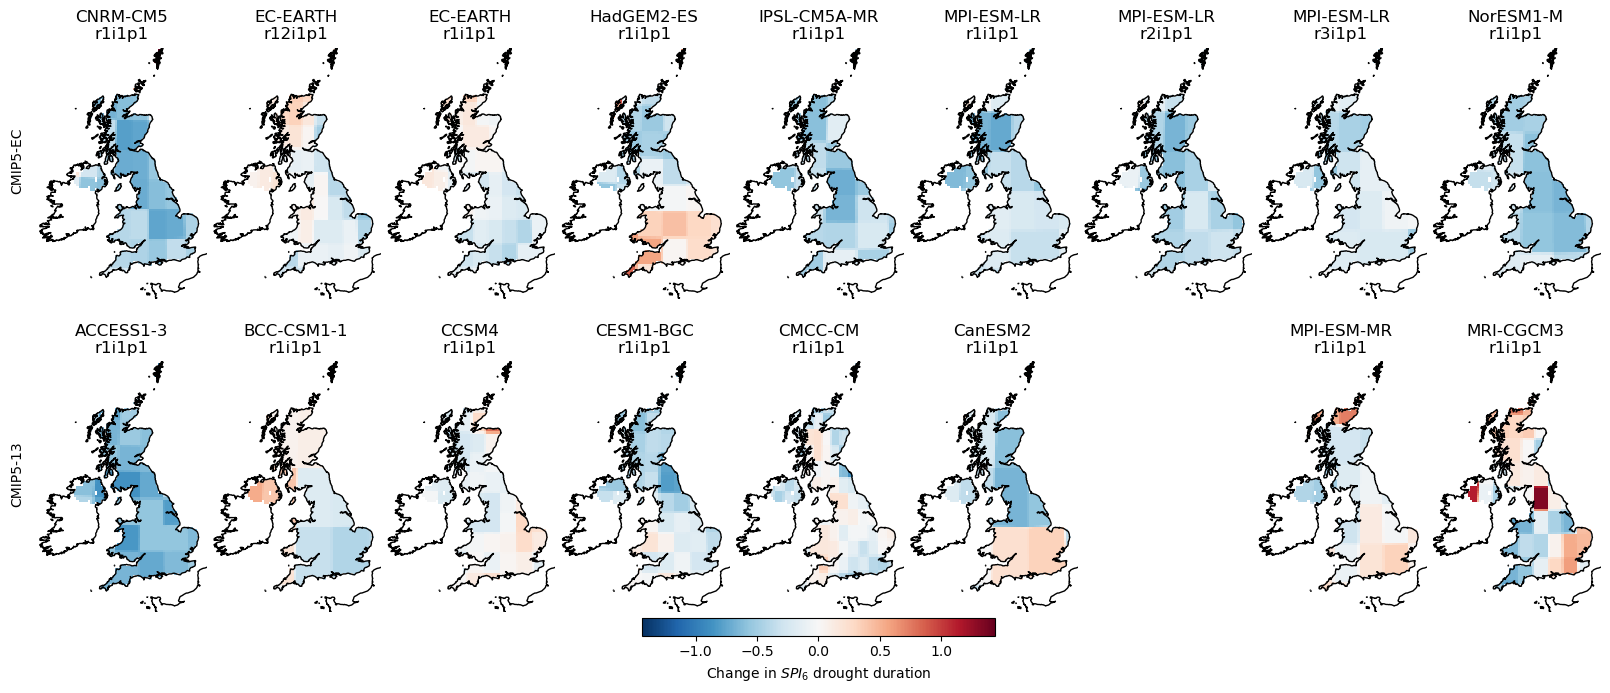 CNRM-CM5 EC-EARTH EC-EARTH HadGEM2-ES IPSL-CM5A-MR MPI-ESM-LR MPI-ESM-LR MPI-ESM-LR NorESM1-M
r1i1p1 r12i1p1 r1i1p1 r1i1p1 r1i1p1 r1i1p1 r2i1p1 r3i1p1 r1i1p1
CMIP5-EC
ACCESS1-3 BCC-CSM1-1 CCSM4 CESM1-BGC CMCC-CM CanESM2 MPI-ESM-MR MRI-CGCM3
r1i1p1 r1i1p1 r1i1p1 r1i1p1 r1i1p1 r1i1p1 r1i1p1 r1i1p1
CMIP5-13
−1.0 −0.5 0.0 0.5 1.0
Change in SPI₆ drought duration